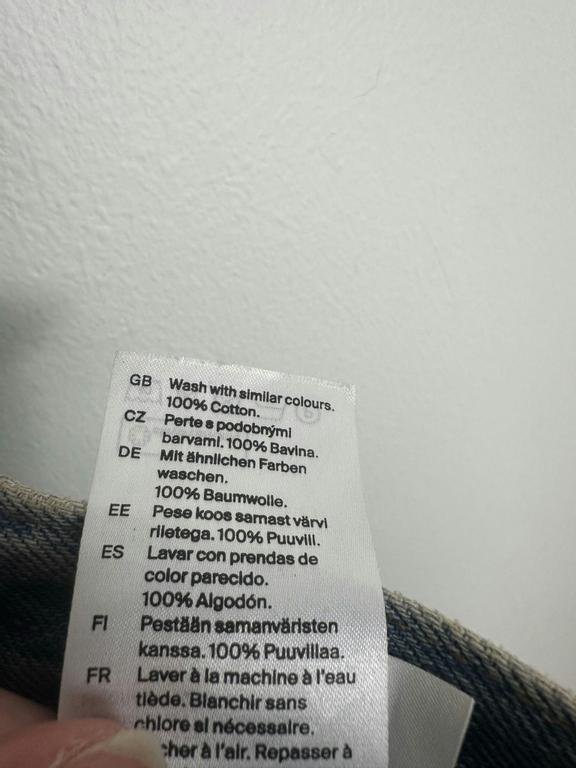 GB Wash with similar colours.
100% Cotton.
CZ Perte s podobnými
barvami. 100% Bavlna.
DE Mit ähnlichen Farben
waschen.
100% Baumwolle.
EE Pese koos samast värvi
riietega. 100% Puuvill.
ES Lavar con prendas de
color parecido.
100% Algodón.
FI Pestään samanväristen
kanssa. 100% Puuvillaa.
FR Laver à la machine à l'eau
tiède. Blanchir sans
chlore si nécessaire.
à l'air. Repasser à